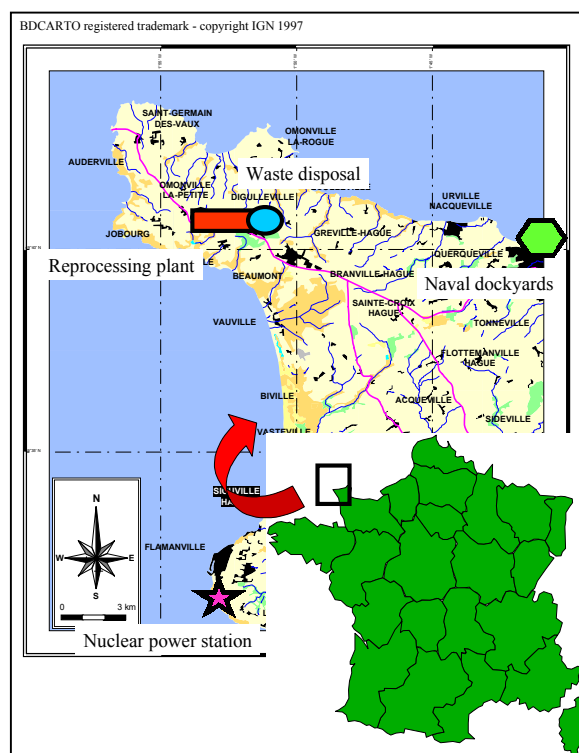 BDCARTO registered trademark - copyright IGN 1997
SAINT-GERMAIN
DES-VAUX
OMONVILLE
LA-ROGUE
AUDERVILLE
Waste disposal
OMONVILLE
LA-PETITE
DIGULLEVILLE
URVILLE
NACQUEVILLE
JOBOURG
GREVILLE-HAGUE
QUERQUEVILLE
Reprocessing plant
BEAUMONT
BRANVILLE-HAGUE
Naval dockyards
SAINTE-CROIX
HAGUE
VAUVILLE
TONNEVILLE
FLOTTEMANVILLE
HAGUE
BIVILLE
ACQUEVILLE
SIDEVILLE
VASTEVILLE
SIOUVILLE
N
FLAMANVILLE
W
E
S
0
3 km
Nuclear power station